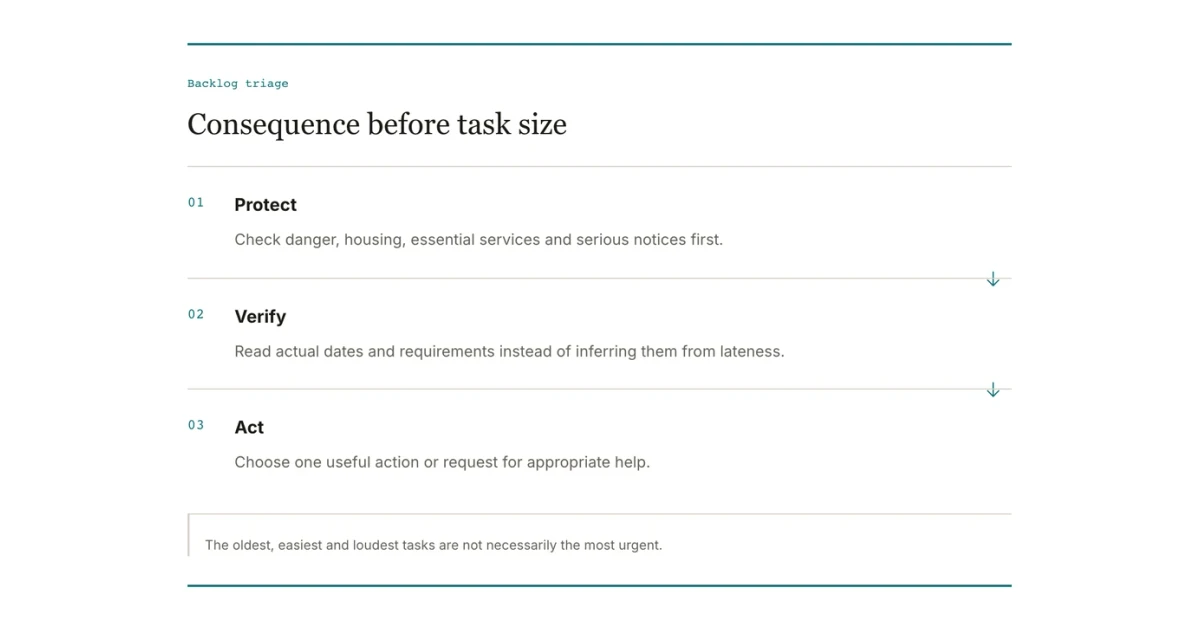 Backlog triage
Consequence before task size
01
Protect
Check danger, housing, essential services and serious notices first.
02
Verify
Read actual dates and requirements instead of inferring them from lateness.
03
Act
Choose one useful action or request for appropriate help.
The oldest, easiest and loudest tasks are not necessarily the most urgent.